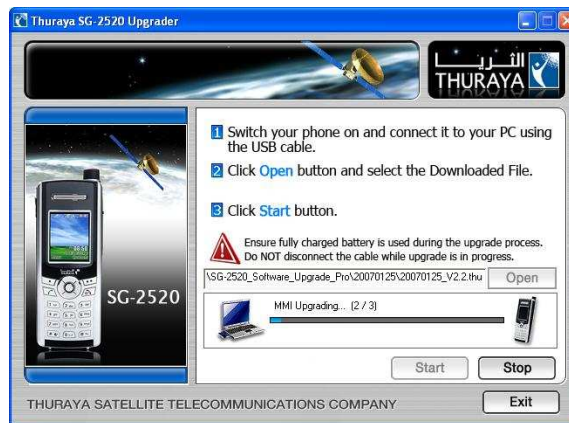 Thuraya SG-2520 Upgrader
الثريا
THURAYA
1 Switch your phone on and connect it to your PC using
the USB cable.
2 Click Open button and select the Downloaded File.
3 Click Start button.
Ensure fully charged battery is used during the upgrade process.
Do NOT disconnect the cable while upgrade is in progress.
\SG-2520_Software_Upgrade_Pro\20070125\20070125_V2.2.thu
Open
SG-2520
MMI Upgrading... (2 / 3)
Start
Stop
THURAYA SATELLITE TELECOMMUNICATIONS COMPANY
Exit